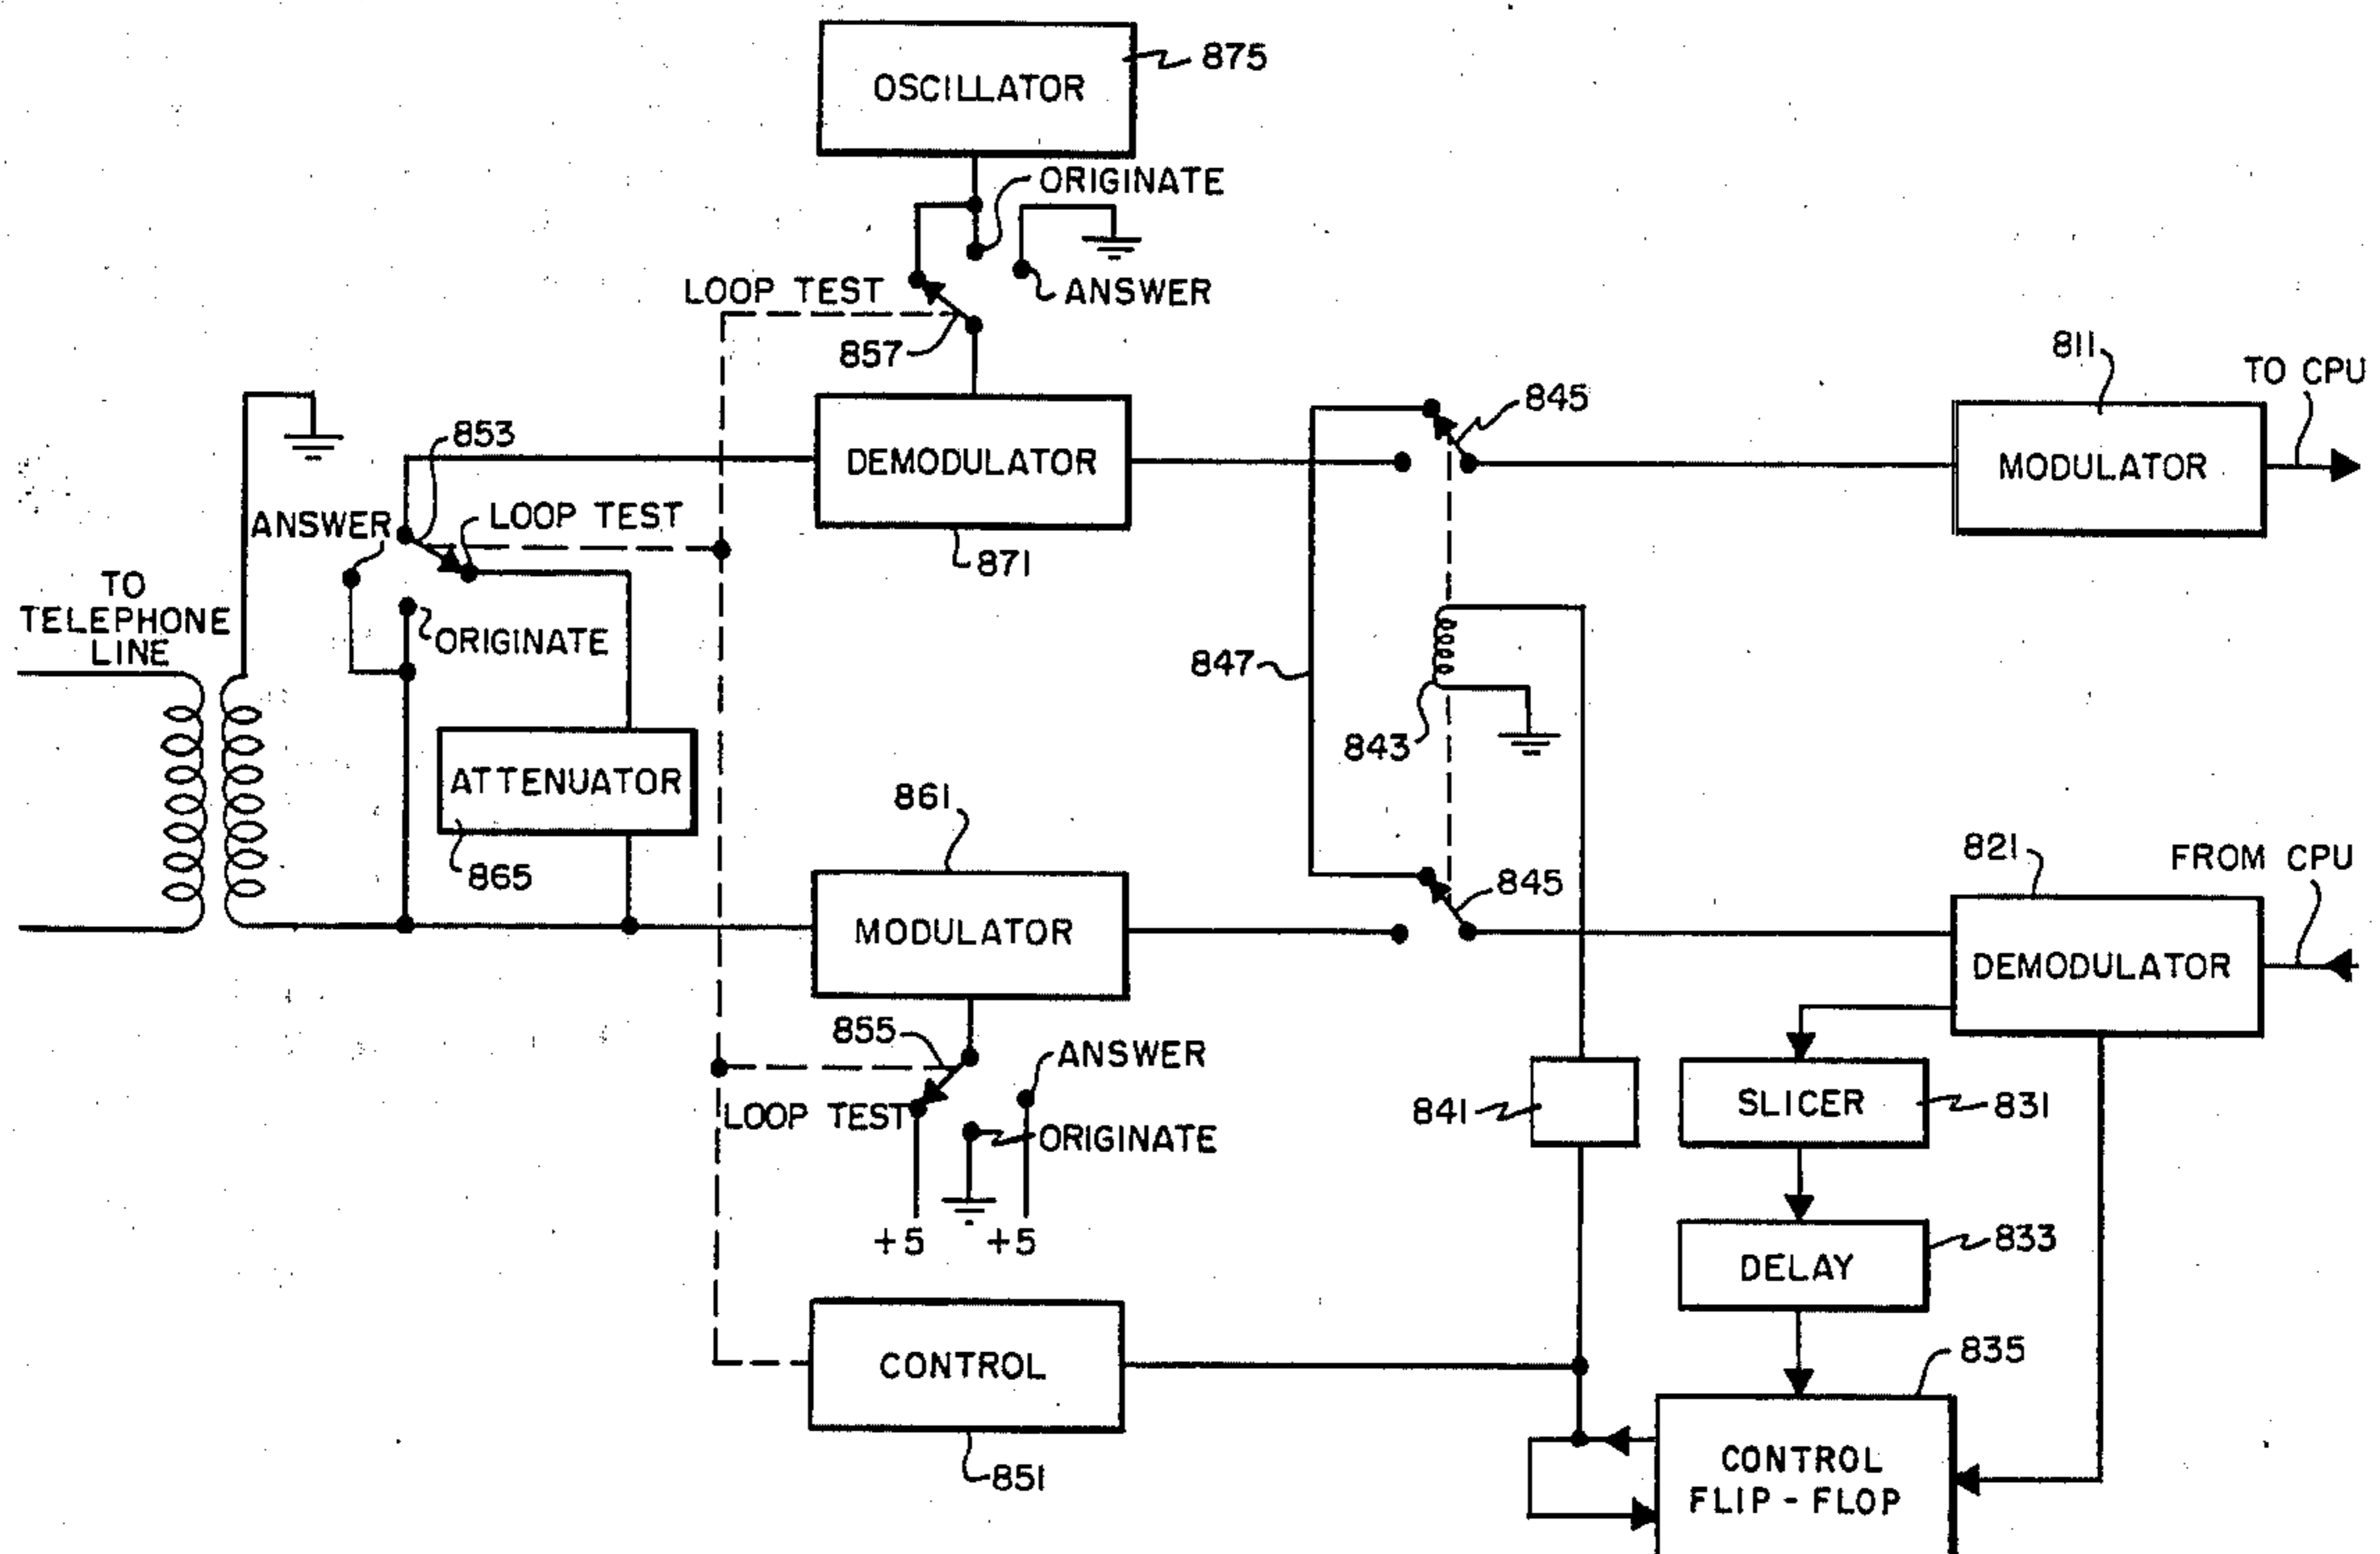 OSCILLATOR
875
ORIGINATE
LOOP TEST
ANSWER
857
811
TO CPU
845
853
DEMODULATOR
MODULATOR
ANSWER
LOOP TEST
871
TO
TELEPHONE
LINE
ORIGINATE
847
843
ATTENUATOR
865
861
821
FROM CPU
MODULATOR
845
DEMODULATOR
855
ANSWER
LOOP TEST
ORIGINATE
841
SLICER
831
+5
+5
DELAY
833
CONTROL
835
851
CONTROL
FLIP-FLOP